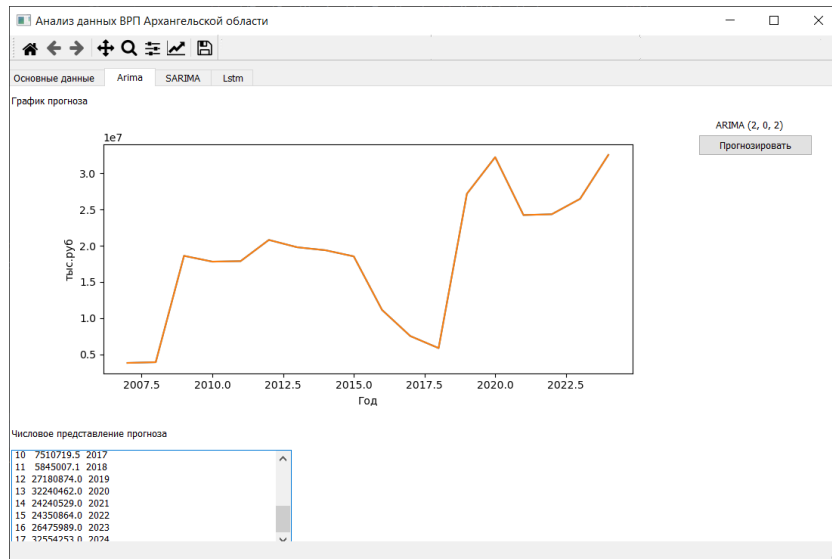 Анализ данных ВРП Архангельской области
Основные данные Arima SARIMA Lstm
График прогноза
ARIMA (2, 0, 2)
Прогнозировать
1e7
3.0
2.5
2.0
1.5
1.0
0.5
тыс.руб
2007.5 2010.0 2012.5 2015.0 2017.5 2020.0 2022.5
Год
Числовое представление прогноза
10 7510719.5 2017
11 5845007.1 2018
12 27180874.0 2019
13 32240462.0 2020
14 24240529.0 2021
15 24350864.0 2022
16 26475989.0 2023
17 32554253.0 2024